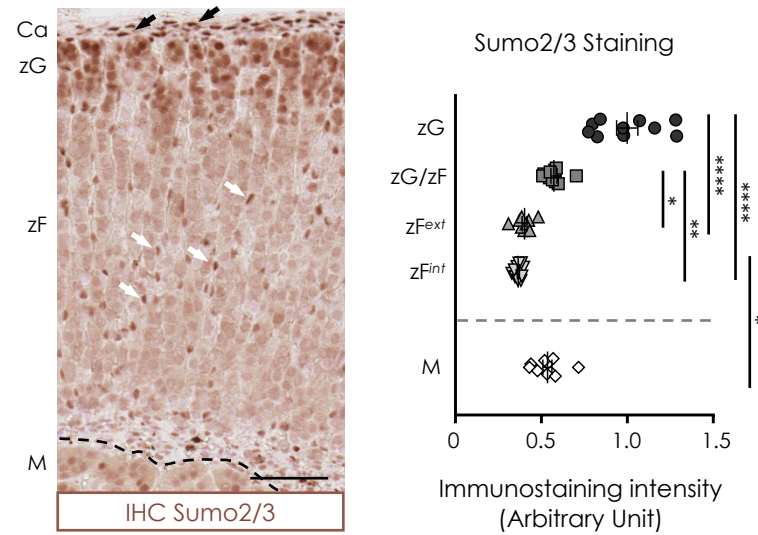 Ca
zG
zF
M
IHC Sumo2/3
Sumo2/3 Staining
zG
zG/zF
zFext
zFint
M
*
**
****
****
*
0
0.5
1.0
1.5
Immunostaining intensity
(Arbitrary Unit)